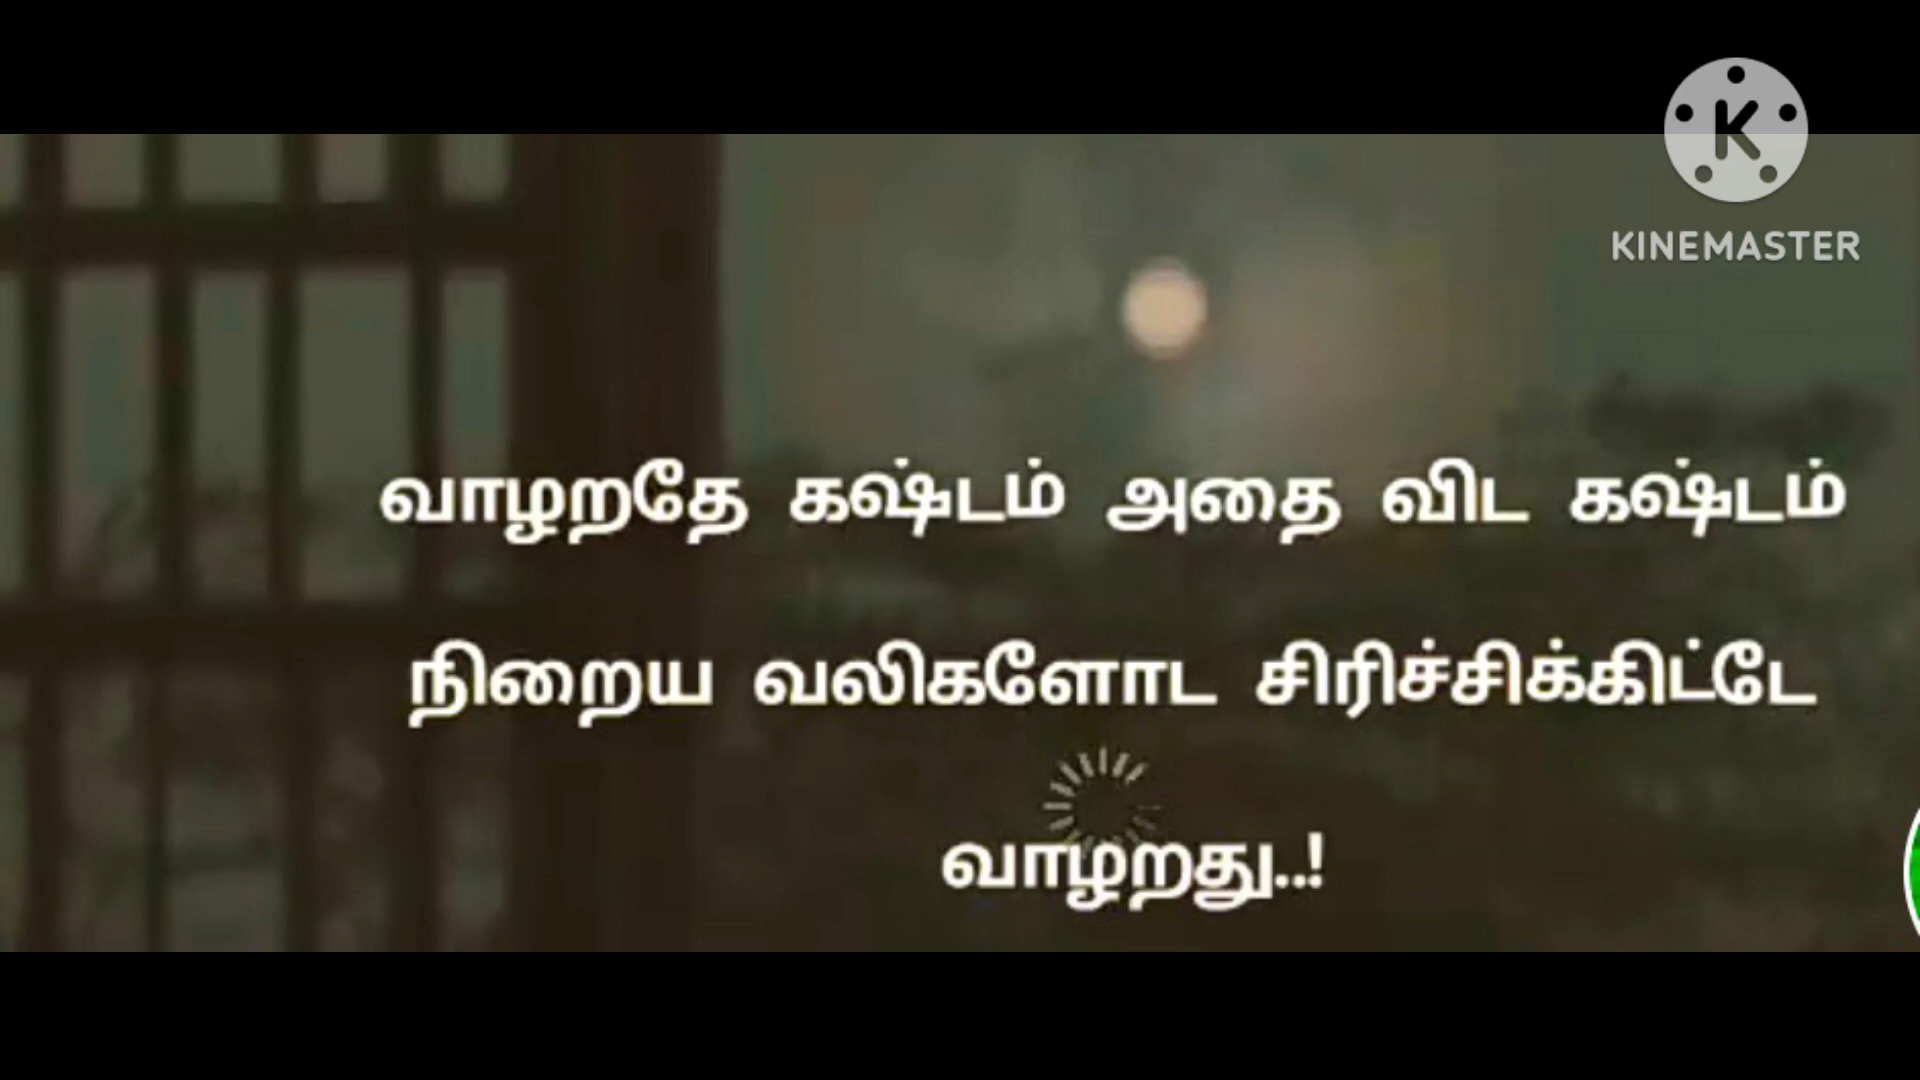 K
KINEMASTER
வாழறதே கஷ்டம் அதை விட கஷ்டம்
நிறைய வலிகளோட சிரிச்சிக்கிட்டே
வாழறது..!